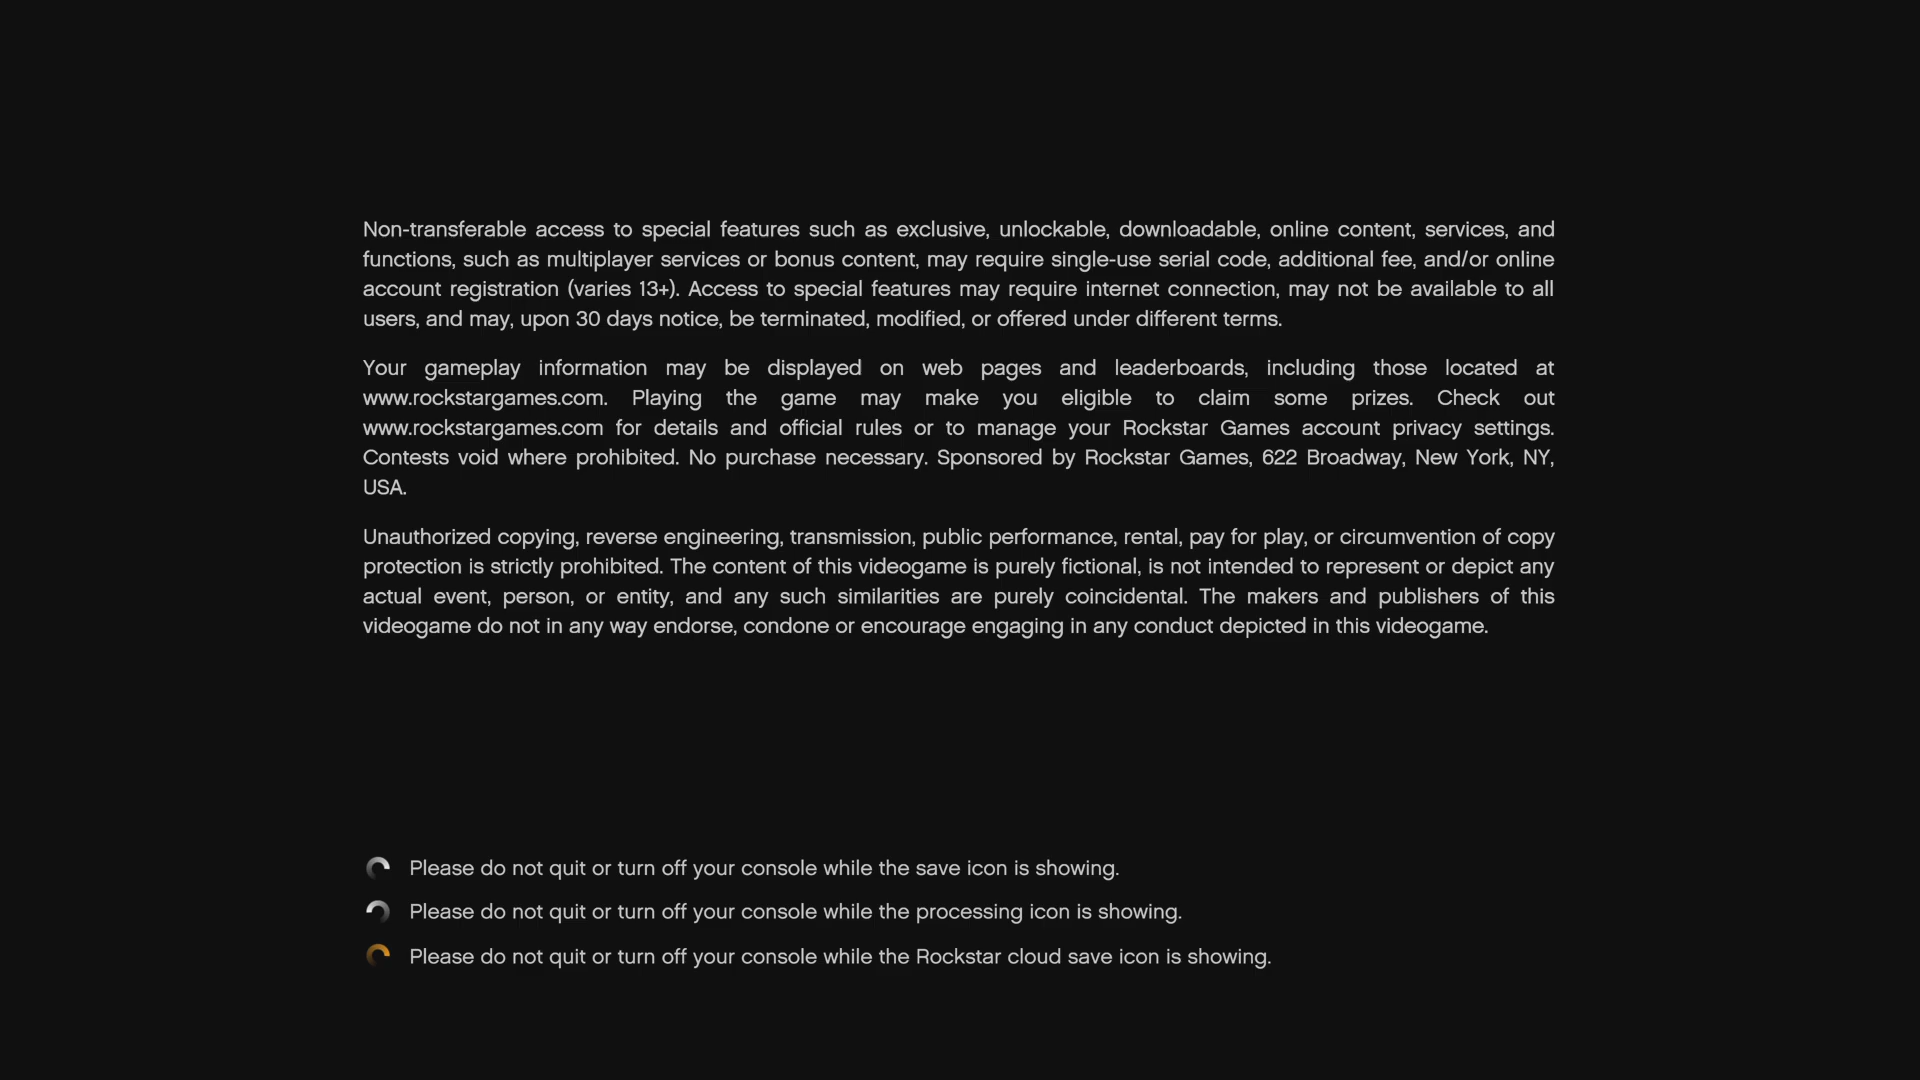 Non-transferable access to special features such as exclusive, unlockable, downloadable, online content, services, and
functions, such as multiplayer services or bonus content, may require single-use serial code, additional fee, and/or online
account registration (varies 13+). Access to special features may require internet connection, may not be available to all
users, and may, upon 30 days notice, be terminated, modified, or offered under different terms.
Your gameplay information may be displayed on web pages and leaderboards, including those located at
www.rockstargames.com. Playing the game may make you eligible to claim some prizes. Check out
www.rockstargames.com for details and official rules or to manage your Rockstar Games account privacy settings.
Contests void where prohibited. No purchase necessary. Sponsored by Rockstar Games, 622 Broadway, New York, NY,
USA.
Unauthorized copying, reverse engineering, transmission, public performance, rental, pay for play, or circumvention of copy
protection is strictly prohibited. The content of this videogame is purely fictional, is not intended to represent or depict any
actual event, person, or entity, and any such similarities are purely coincidental. The makers and publishers of this
videogame do not in any way endorse, condone or encourage engaging in any conduct depicted in this videogame.
Please do not quit or turn off your console while the save icon is showing.
Please do not quit or turn off your console while the processing icon is showing.
Please do not quit or turn off your console while the Rockstar cloud save icon is showing.